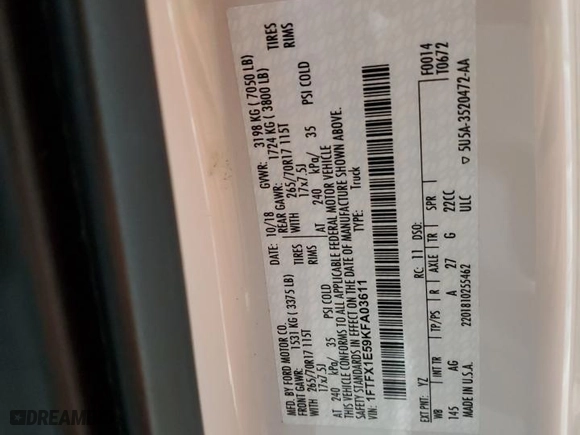 MFD. BY FORD MOTOR CO.
DATE: 10/18 GVWR: 3198 KG ( 7050 LB)
FRONT GAWR: 1531 KG ( 3375 LB) REAR GAWR: 1724 KG ( 3800 LB)
WITH 265/70R17 115T TIRES WITH 265/70R17 115T TIRES
17x7.5J RIMS 17x7.5J RIMS
AT 240 kPa/ 35 PSI COLD AT 240 kPa/ 35 PSI COLD
THIS VEHICLE CONFORMS TO ALL APPLICABLE FEDERAL MOTOR VEHICLE
SAFETY STANDARDS IN EFFECT ON THE DATE OF MANUFACTURE SHOWN ABOVE.
VIN: 1FTFX1E59KFA03611 TYPE: Truck
F0014
T0672
EXT PNT: YZ RC: 11 DSO:
WB INT TR TP/PS R AXLE TR SPR
145 AG A 27 G 22CC
MADE IN U.S.A. 2201810255462 ULC
▽ 5U5A-3520472-AA